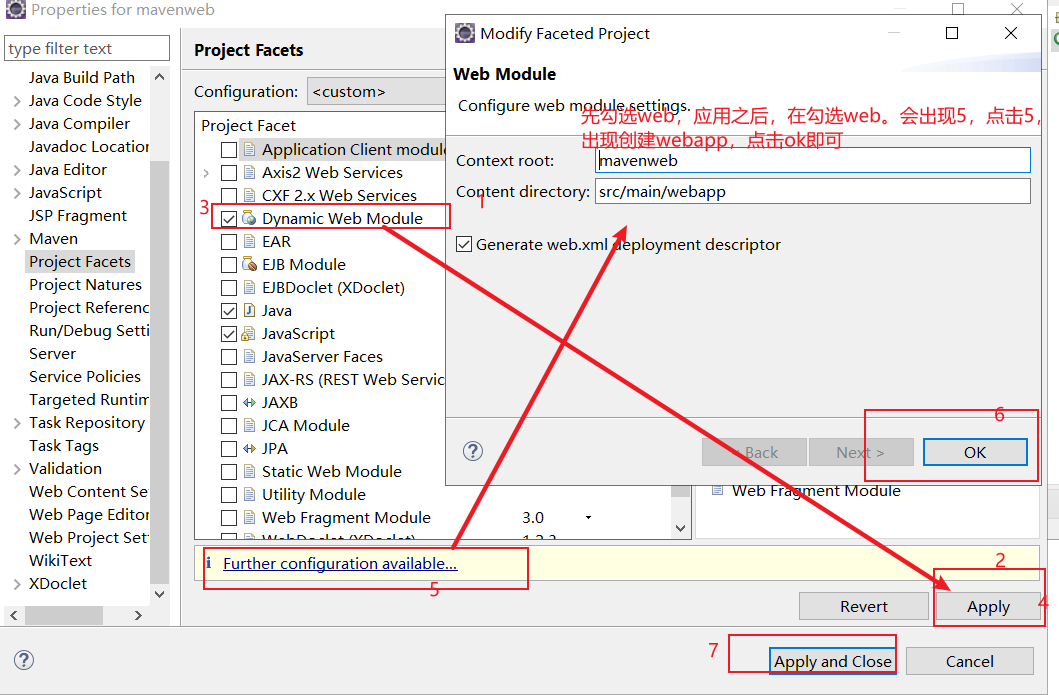 Properties for mavenweb
type filter text
Java Build Path
Java Code Style
Java Compiler
Javadoc Location
Java Editor
JavaScript
JSP Fragment
Maven
Project Facets
Project Natures
Project Referenc
Run/Debug Setti
Server
Service Policies
Targeted Runtim
Task Repository
Task Tags
Validation
Web Content Se
Web Page Editor
Web Project Set
WikiText
XDoclet
Project Facets
Configuration:
<custom>
Project Facet
Application Client module
Axis2 Web Services
CXF 2.x Web Services
3
Dynamic Web Module
EAR
EJB Module
EJBDoclet (XDoclet)
Java
JavaScript
JavaServer Faces
JAX-RS (REST Web Servic
JAXB
JCA Module
JPA
Static Web Module
Utility Module
Web Fragment Module 3.0
WebDoclet (XDoclet) 1.2.3
Modify Faceted Project
Web Module
Configure web module settings.
先勾选web，应用之后，在勾选web。会出现5，点击5，
出现创建webapp，点击ok即可
Context root:
mavenweb
Content directory:
src/main/webapp
1
Generate web.xml deployment descriptor
6
? < Back Next > OK
Web Fragment Module
i Further configuration available...
5
2
Revert Apply 4
7
? Apply and Close Cancel